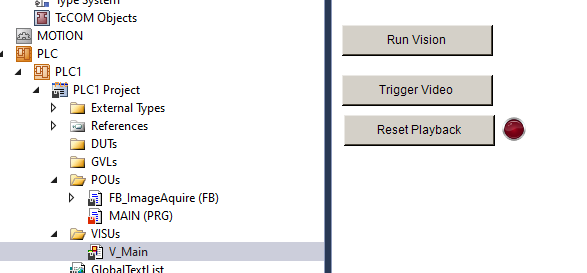 Type System
TcCOM Objects
MOTION
PLC
PLC1
PLC1 Project
External Types
References
DUTs
GVLs
POUs
FB_ImageAquire (FB)
MAIN (PRG)
VISUs
V_Main
GlobalTextList
Run Vision
Trigger Video
Reset Playback